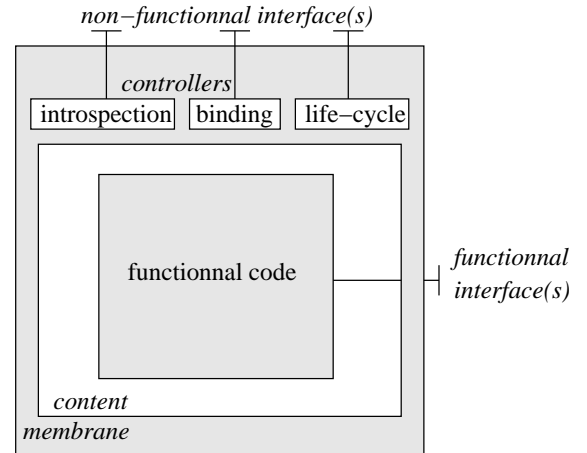 non–functionnal interface(s)
controllers
introspection
binding
life–cycle
functionnal code
functionnal
interface(s)
content
membrane